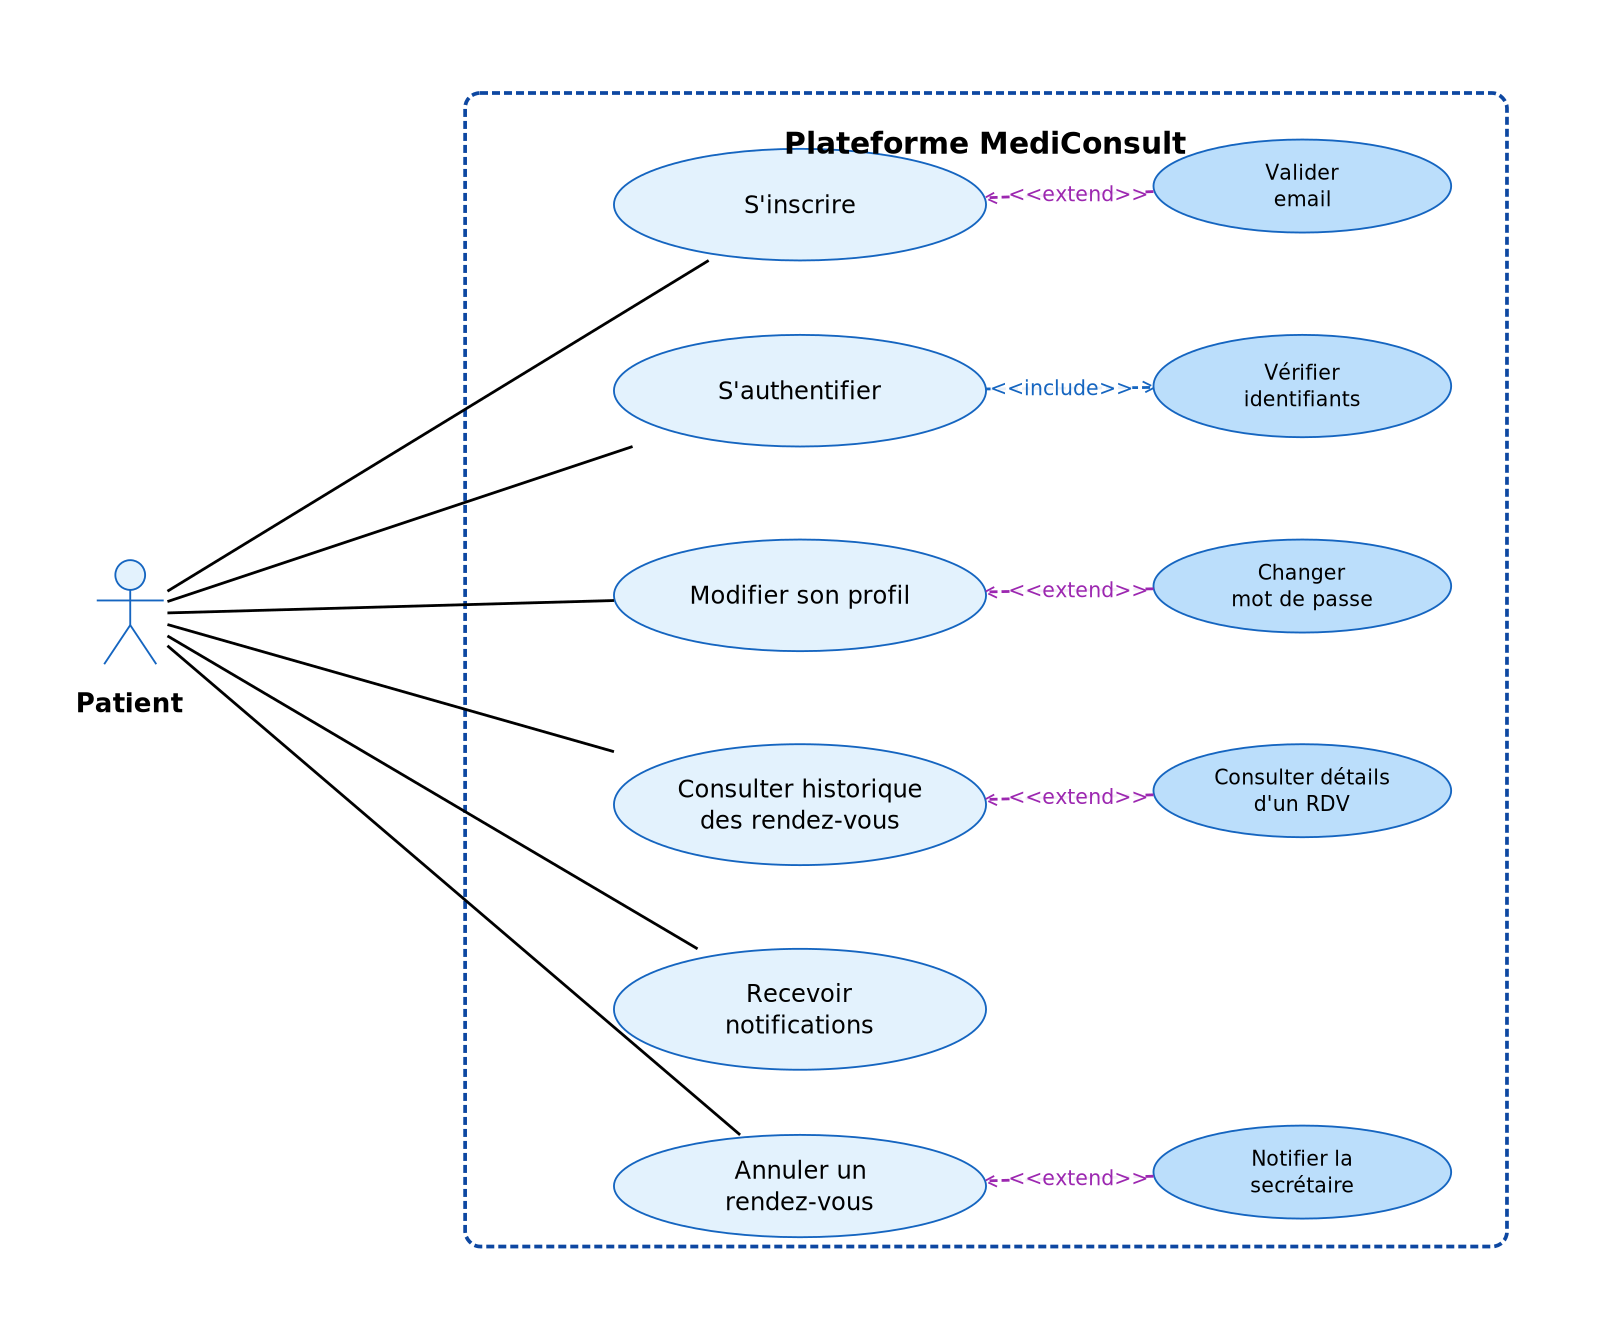 Plateforme MediConsult
S'inscrire
<<extend>>
Valider
email
S'authentifier
<<include>>
Vérifier
identifiants
Modifier son profil
<<extend>>
Changer
mot de passe
Patient
Consulter historique
des rendez-vous
<<extend>>
Consulter détails
d'un RDV
Recevoir
notifications
Annuler un
rendez-vous
<<extend>>
Notifier la
secrétaire